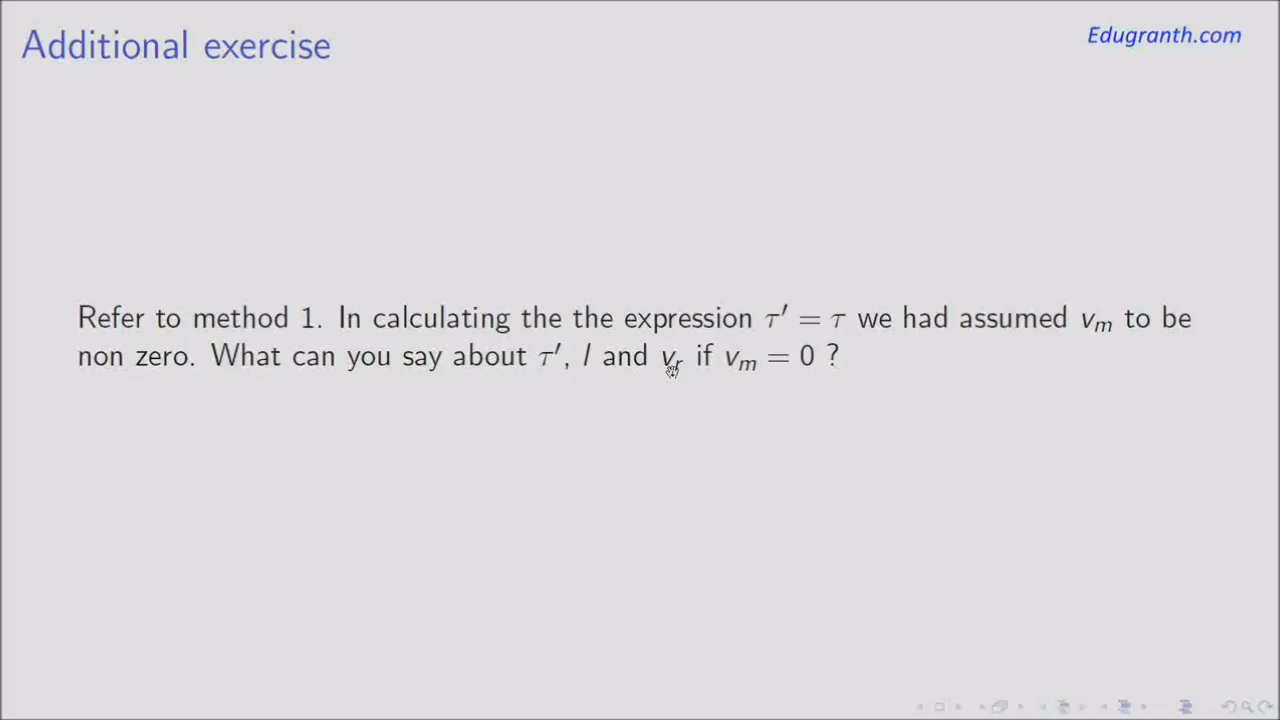 Additional exercise
Edugranth.com
Refer to method 1. In calculating the the expression τ′ = τ we had assumed vₘ to be
non zero. What can you say about τ′, l and vᵣ if vₘ = 0 ?